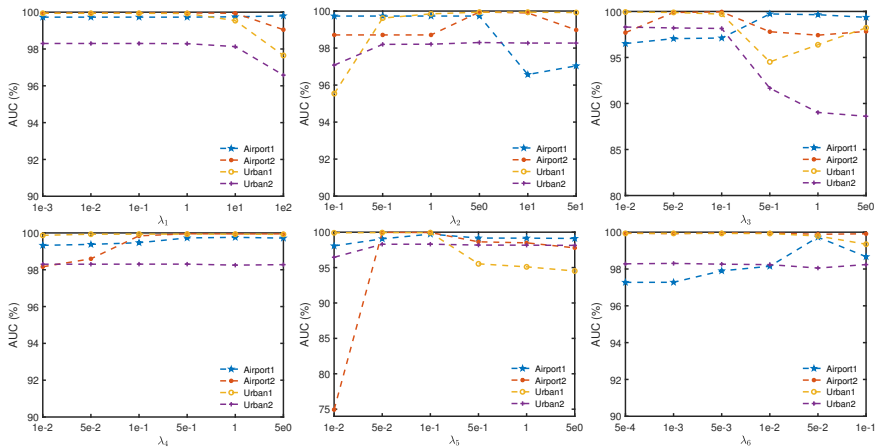 AUC (%)
100
98
96
94
92
90
1e-3 1e-2 1e-1 1 1e1 1e2
λ1
Airport1
Airport2
Urban1
Urban2
AUC (%)
100
98
96
94
92
90
1e-1 5e-1 1 5e0 1e1 5e1
λ2
Airport1
Airport2
Urban1
Urban2
AUC (%)
100
95
90
85
80
1e-2 5e-2 1e-1 5e-1 1 5e0
λ3
Airport1
Airport2
Urban1
Urban2
AUC (%)
100
98
96
94
92
90
1e-2 5e-2 1e-1 5e-1 1 5e0
λ4
Airport1
Airport2
Urban1
Urban2
AUC (%)
100
95
90
85
80
75
1e-2 5e-2 1e-1 5e-1 1 5e0
λ5
Airport1
Airport2
Urban1
Urban2
AUC (%)
100
98
96
94
92
90
5e-4 1e-3 5e-3 1e-2 5e-2 1e-1
λ6
Airport1
Airport2
Urban1
Urban2